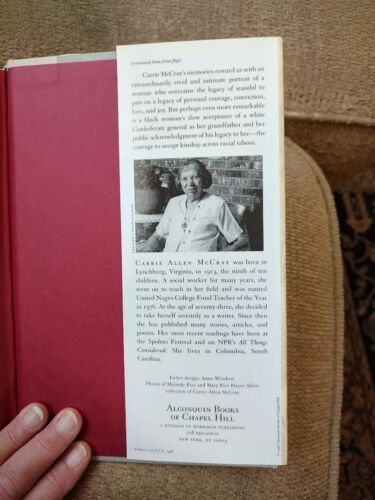 (continued from front flap)
Carrie McCray's memories reward us with an
extraordinarily vivid and intimate portrait of a
woman who overcame the legacy of scandal to
pass on a legacy of personal courage, conviction,
love, and joy. But perhaps even more remarkable
is a black woman's slow acceptance of a white
Confederate general as her grandfather and her
public acknowledgment of his legacy to her—the
courage to accept kinship across racial taboos.
CARRIE ALLEN MCCRAY was born in
Lynchburg, Virginia, in 1913, the ninth of ten
children. A social worker for many years, she
went on to teach in her field and was named
United Negro College Fund Teacher of the Year
in 1976. At the age of seventy-three, she decided
to take herself seriously as a writer. Since then
she has published many stories, articles, and
poems. Her most recent readings have been at
the Spoleto Festival and on NPR's All Things
Considered. She lives in Columbia, South
Carolina.
Jacket design: Anne Winslow
Photos of Malinda Rice and Mary Rice Hayes Allen
collection of Carrie Allen McCray
ALGONQUIN BOOKS
OF CHAPEL HILL
A DIVISION OF WORKMAN PUBLISHING
708 BROADWAY
NEW YORK, NY 10003